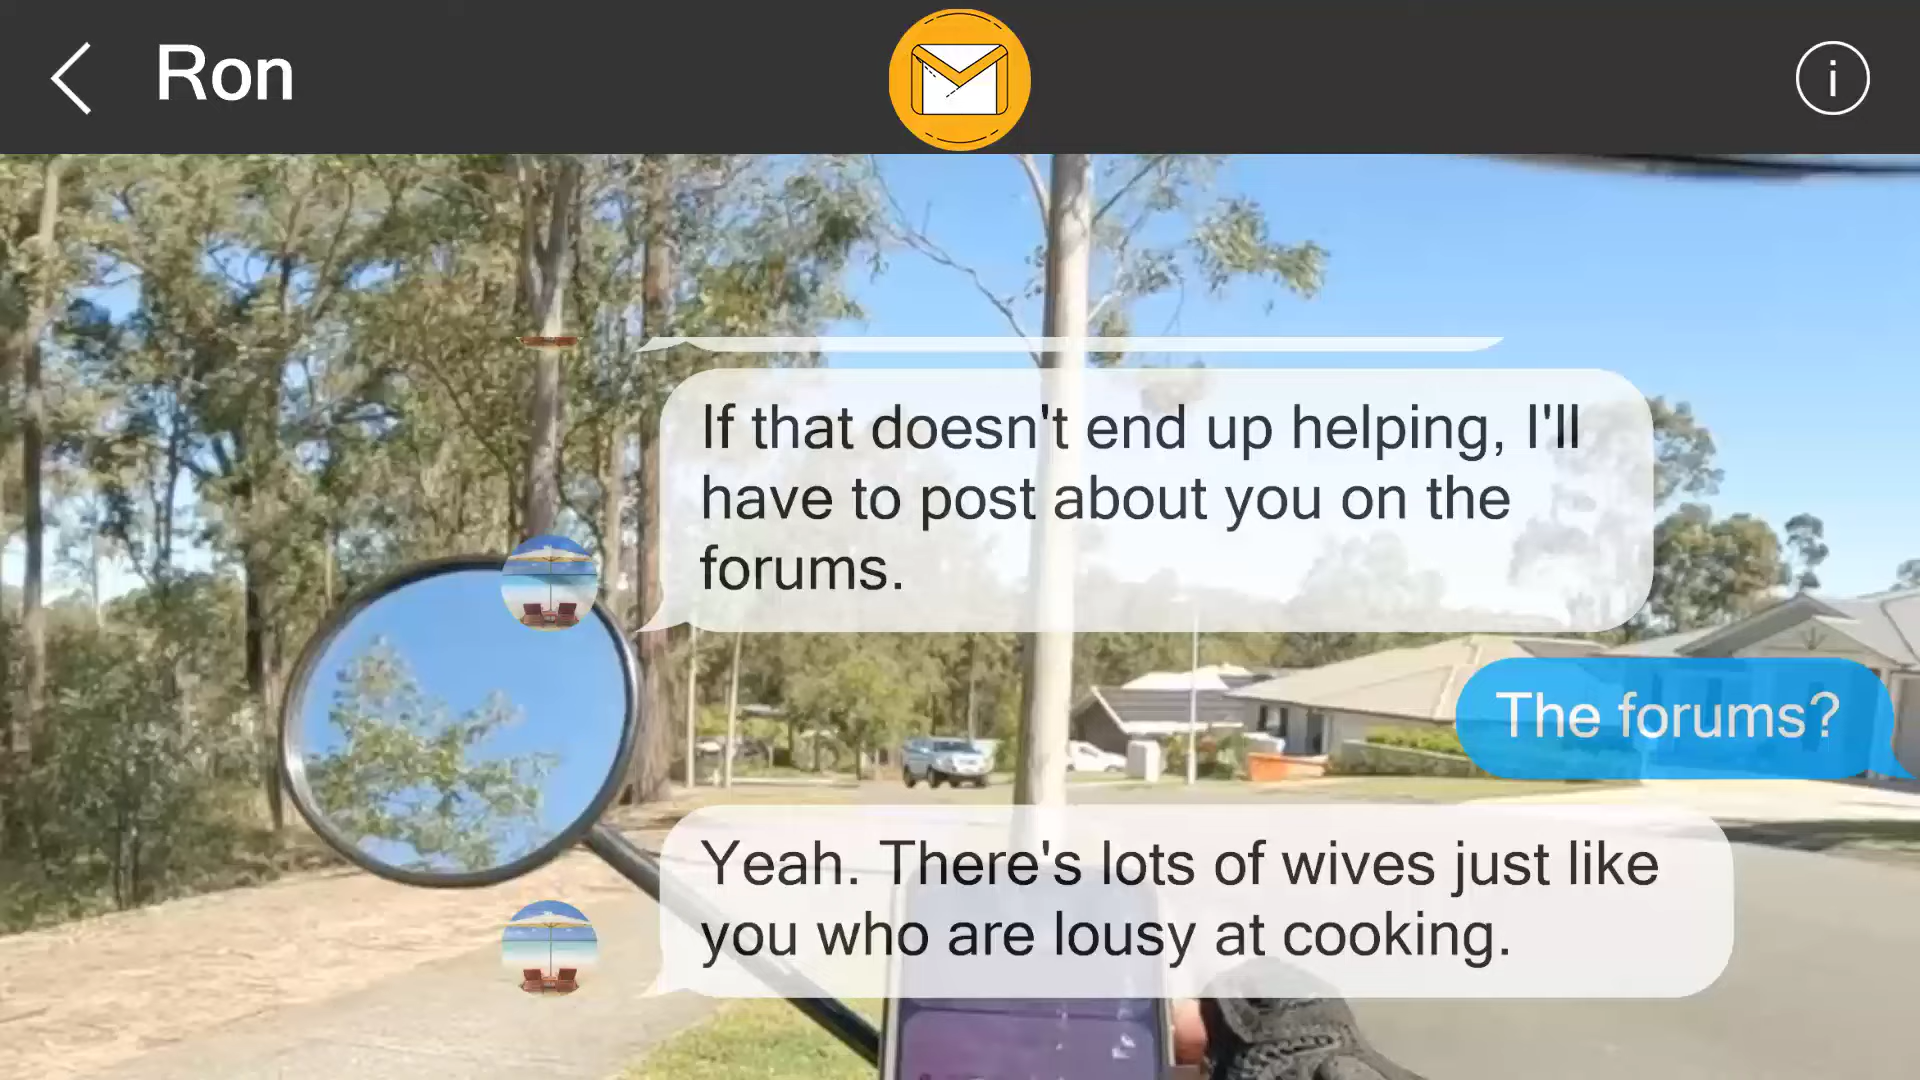 Ron
i
If that doesn't end up helping, I'll
have to post about you on the
forums.
The forums?
Yeah. There's lots of wives just like
you who are lousy at cooking.